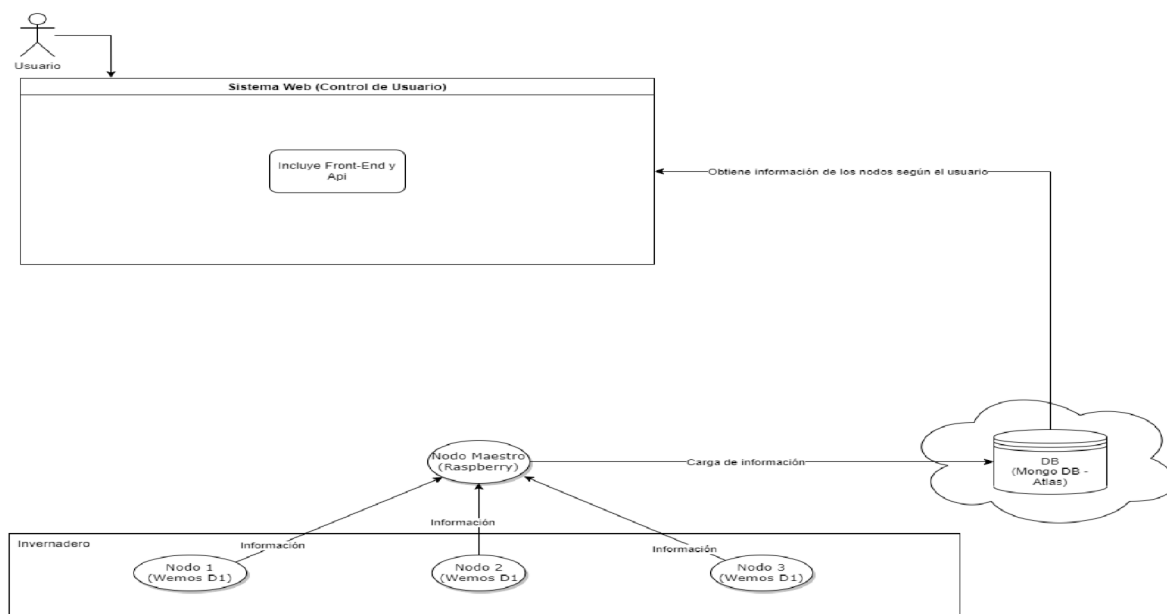 Usuario
Sistema Web (Control de Usuario)
Incluye Front-End y
Api
Obtiene información de los nodos según el usuario
Nodo Maestro
(Raspberry)
Carga de información
DB
(Mongo DB -
Atlas)
Información
Invernadero
Información
Información
Nodo 1
(Wemos D1)
Nodo 2
(Wemos D1
Nodo 3
(Wemos D1)